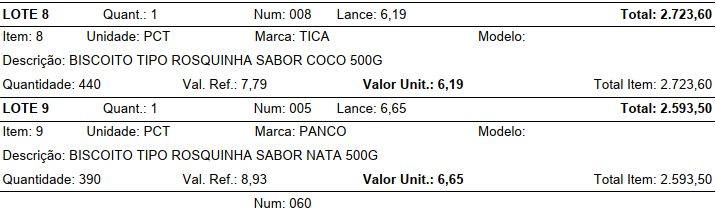 LOTE 8 Quant.: 1 Num: 008 Lance: 6,19 Total: 2.723,60
Item: 8 Unidade: PCT Marca: TICA Modelo:
Descrição: BISCOITO TIPO ROSQUINHA SABOR COCO 500G
Quantidade: 440 Val. Ref.: 7,79 Valor Unit.: 6,19 Total Item: 2.723,60
LOTE 9 Quant.: 1 Num: 005 Lance: 6,65 Total: 2.593,50
Item: 9 Unidade: PCT Marca: PANCO Modelo:
Descrição: BISCOITO TIPO ROSQUINHA SABOR NATA 500G
Quantidade: 390 Val. Ref.: 8,93 Valor Unit.: 6,65 Total Item: 2.593,50
Num: 060